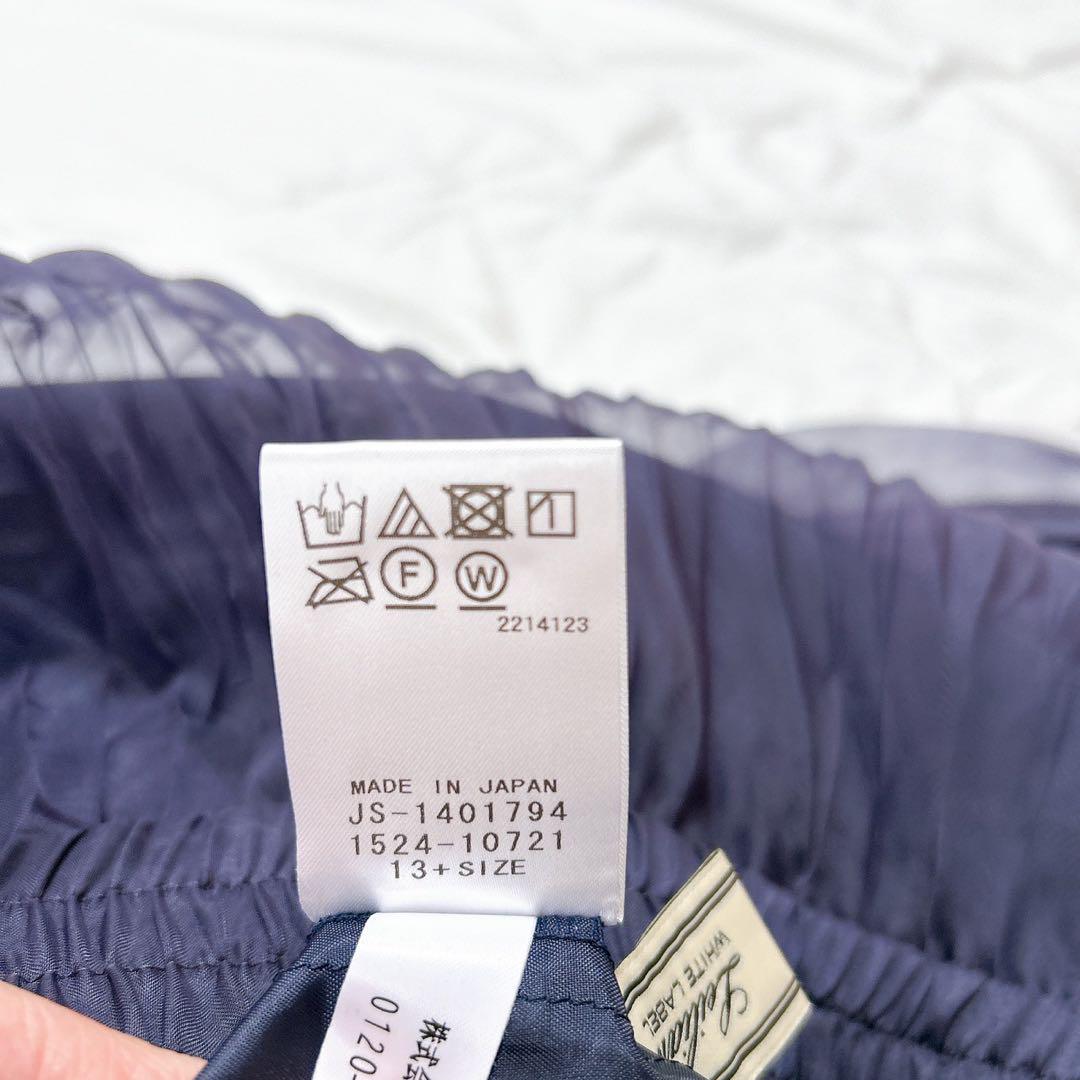 F W
2214123
MADE IN JAPAN
JS-1401794
1524-10721
13+SIZE
株式
0120
WHITE LABEL